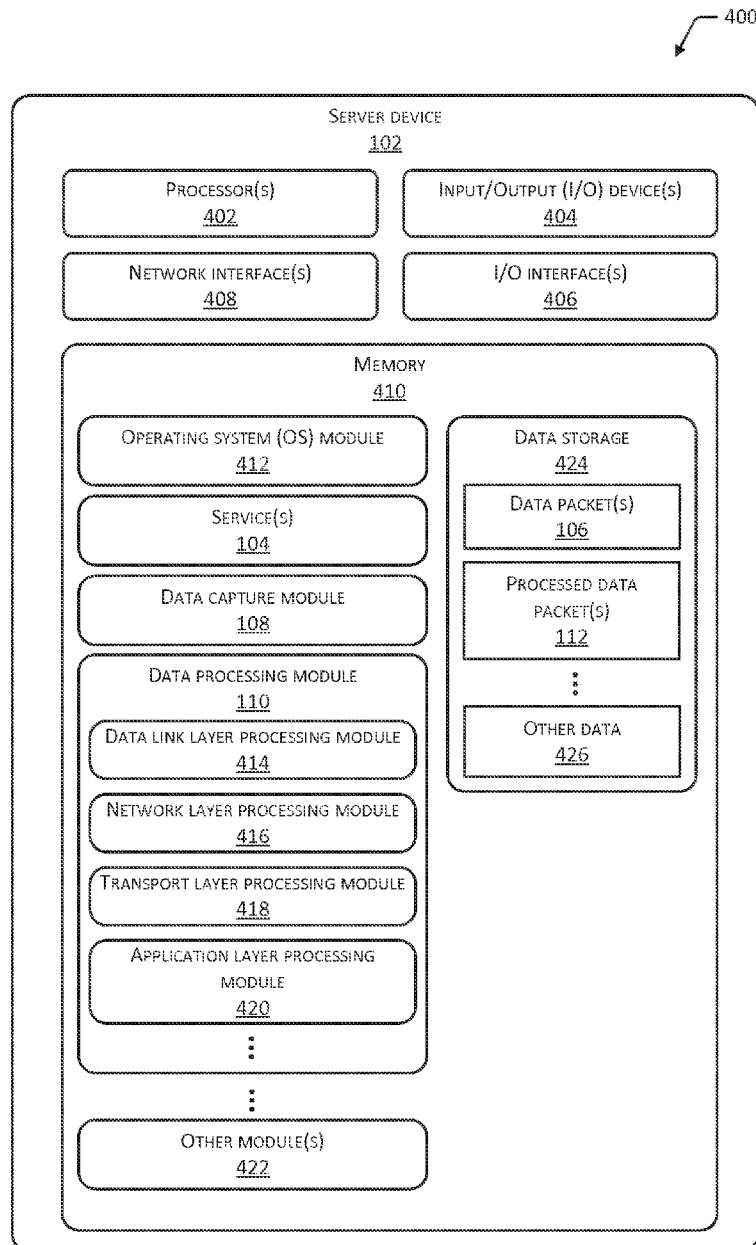 400
SERVER DEVICE
102
PROCESSOR(S)
402
INPUT/OUTPUT (I/O) DEVICE(S)
404
NETWORK INTERFACE(S)
408
I/O INTERFACE(S)
406
MEMORY
410
OPERATING SYSTEM (OS) MODULE
412
SERVICE(S)
104
DATA CAPTURE MODULE
108
DATA PROCESSING MODULE
110
DATA LINK LAYER PROCESSING MODULE
414
NETWORK LAYER PROCESSING MODULE
416
TRANSPORT LAYER PROCESSING MODULE
418
APPLICATION LAYER PROCESSING
MODULE
420
OTHER MODULE(S)
422
DATA STORAGE
424
DATA PACKET(S)
106
PROCESSED DATA
PACKET(S)
112
OTHER DATA
426